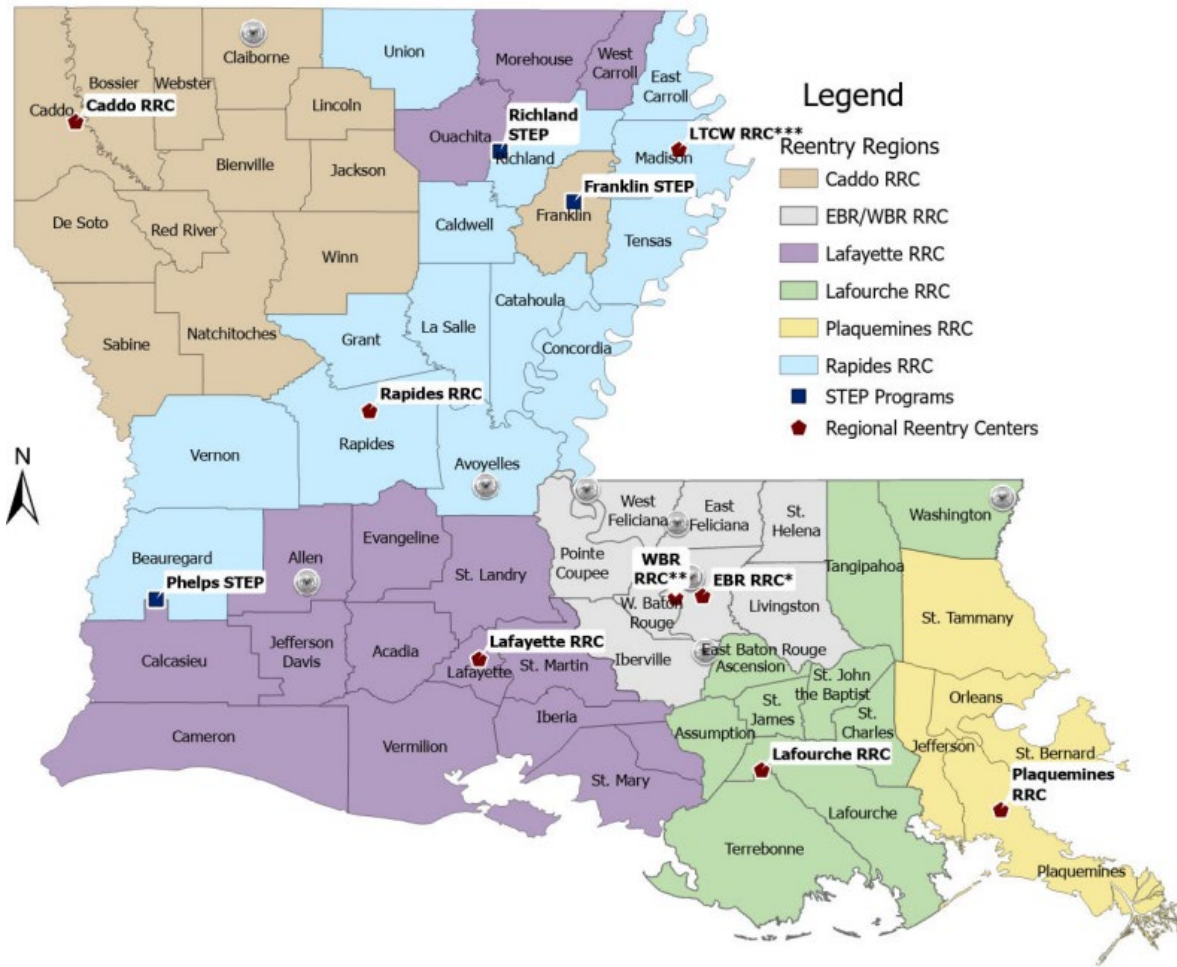 Claiborne
Union
Morehouse
West
Carroll
East
Carroll
Bossier
Webster
Lincoln
Caddo
Caddo RRC
Ouachita
Richland
STEP
Richland
LTCW RRC***
Madison
Bienville
Jackson
Franklin STEP
Franklin
De Soto
Red River
Caldwell
Tensas
Winn
Catahoula
Sabine
Natchitoches
Grant
La Salle
Concordia
Rapides RRC
Rapides
Vernon
Avoyelles
N
Legend
Reentry Regions
Caddo RRC
EBR/WBR RRC
Lafayette RRC
Lafourche RRC
Plaquemines RRC
Rapides RRC
STEP Programs
Regional Reentry Centers
West
Feliciana
East
Feliciana
St.
Helena
Washington
Beauregard
Allen
Evangeline
St. Landry
Pointe
Coupee
WBR
RRC**
EBR RRC*
Tangipahoa
Phelps STEP
W. Baton
Rouge
Livingston
St. Tammany
Calcasieu
Jefferson
Davis
Acadia
Lafayette RRC
Lafayette
St. Martin
Iberville
East Baton Rouge
Ascension
St. John
the Baptist
Orleans
Cameron
Vermilion
Iberia
St. Mary
Assumption
St.
James
St.
Charles
Jefferson
St. Bernard
Lafourche RRC
Plaquemines
RRC
Terrebonne
Lafourche
Plaquemines